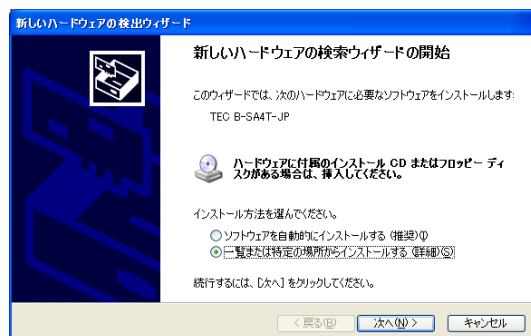 新しいハードウェアの検出ウィザード
新しいハードウェアの検索ウィザードの開始
このウィザードでは、次のハードウェアに必要なソフトウェアをインストールします:
TEC B-SA4T-JP
ハードウェアに付属のインストール CD またはフロッピー ディ
スクがある場合は、挿入してください。
インストール方法を選んでください。
ソフトウェアを自動的にインストールする (推奨)(I)
一覧または特定の場所からインストールする (詳細)(S)
続行するには、[次へ] をクリックしてください。
< 戻る(B) 次へ(N) > キャンセル